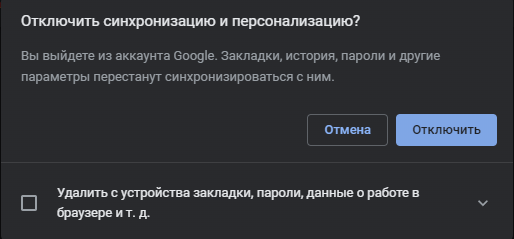 Отключить синхронизацию и персонализацию?
Вы выйдете из аккаунта Google. Закладки, история, пароли и другие
параметры перестанут синхронизироваться с ним.
Отмена
Отключить
Удалить с устройства закладки, пароли, данные о работе в
браузере и т. д.